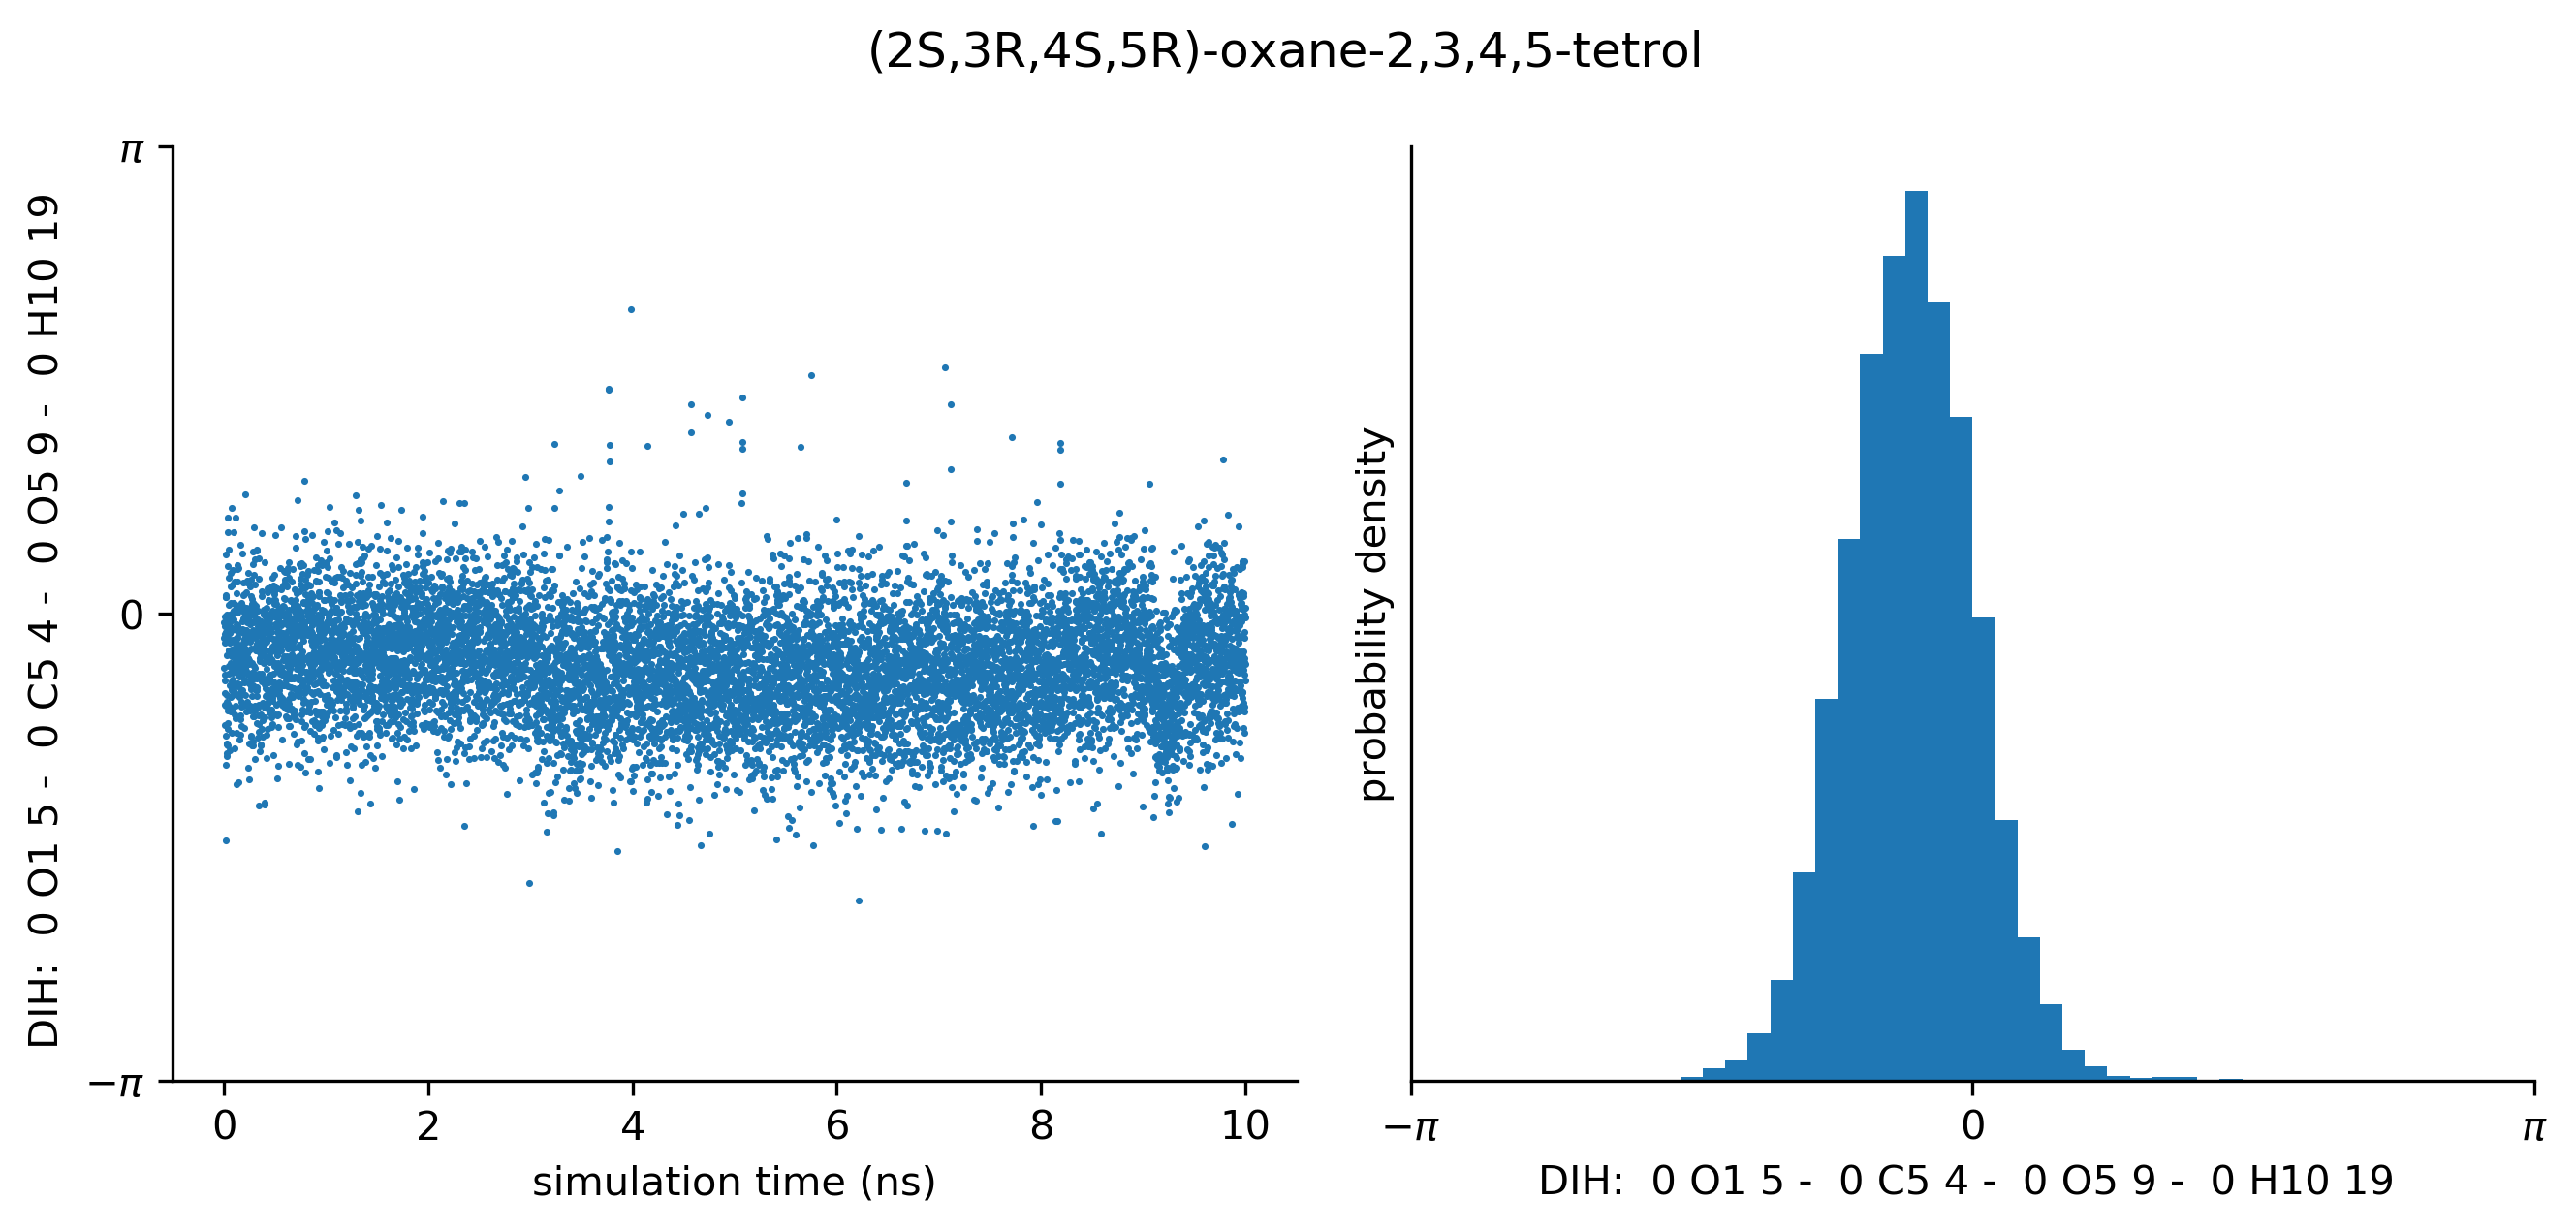 (2S,3R,4S,5R)-oxane-2,3,4,5-tetrol
DIH:  0 O1 5 -  0 C5 4 -  0 O5 9 -  0 H10 19
π
0
−π
0 2 4 6 8 10
simulation time (ns)
probability density
−π 0 π
DIH:  0 O1 5 -  0 C5 4 -  0 O5 9 -  0 H10 19